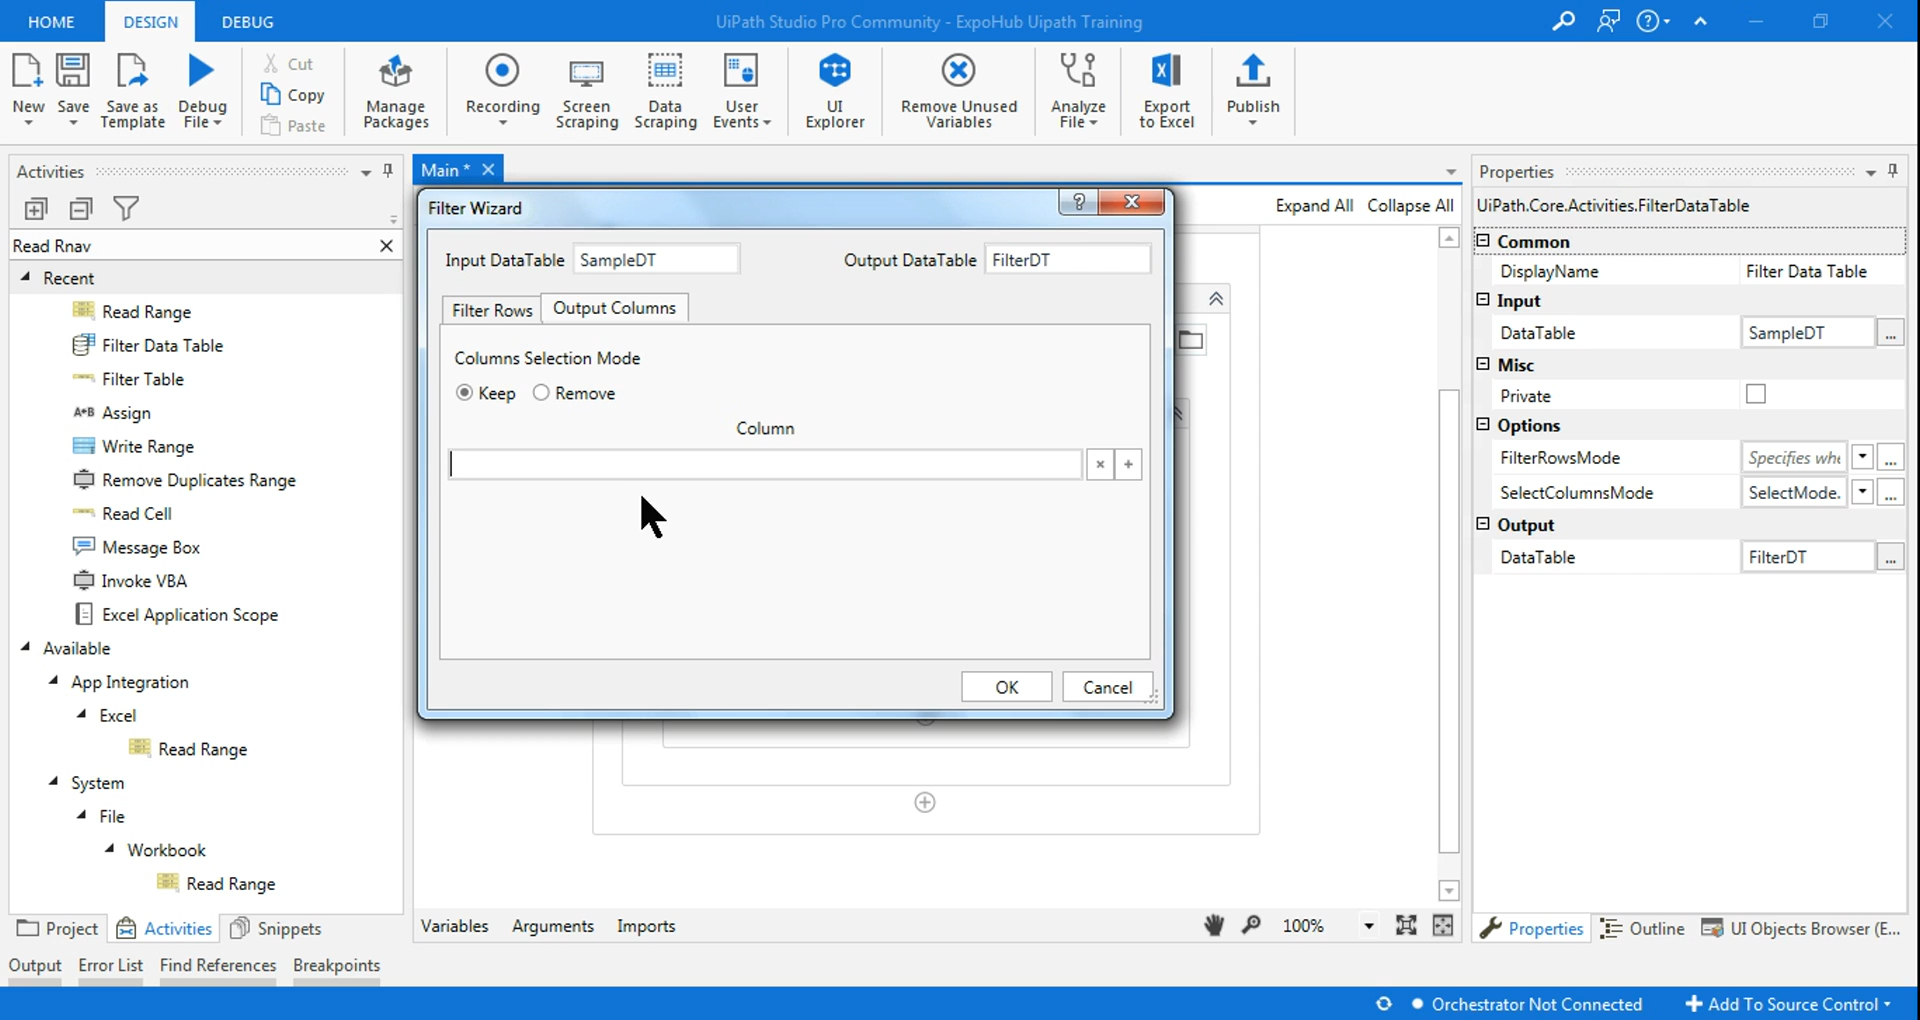 HOME DESIGN DEBUG UiPath Studio Pro Community - ExpoHub Uipath Training
New Save Save as Template Debug File Cut Copy Paste Manage Packages Recording Screen Scraping Data Scraping User Events UI Explorer Remove Unused Variables Analyze File Export to Excel Publish
Activities
Read Rnav
Recent
Read Range
Filter Data Table
Filter Table
A*B Assign
Write Range
Remove Duplicates Range
Read Cell
Message Box
Invoke VBA
Excel Application Scope
Available
App Integration
Excel
Read Range
System
File
Workbook
Read Range
Project Activities Snippets
Main *
Expand All Collapse All
Filter Wizard
Input DataTable SampleDT Output DataTable FilterDT
Filter Rows Output Columns
Columns Selection Mode
Keep Remove
Column
OK Cancel
Variables Arguments Imports 100%
Properties
UiPath.Core.Activities.FilterDataTable
Common
DisplayName Filter Data Table
Input
DataTable SampleDT ...
Misc
Private
Options
FilterRowsMode Specifies whe ...
SelectColumnsMode SelectMode. ...
Output
DataTable FilterDT ...
Properties Outline UI Objects Browser (E...
Output Error List Find References Breakpoints
Orchestrator Not Connected Add To Source Control